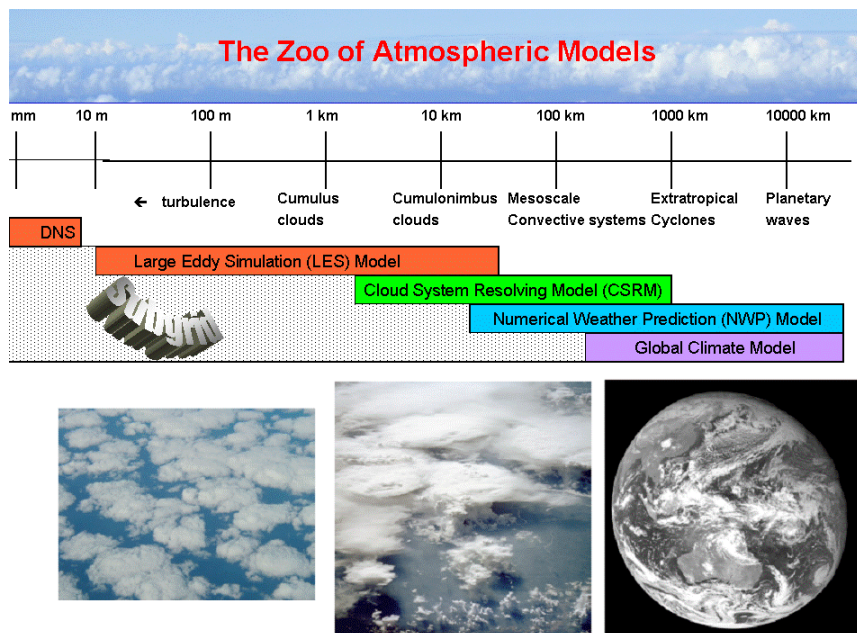 The Zoo of Atmospheric Models
mm 10 m 100 m 1 km 10 km 100 km 1000 km 10000 km
← turbulence Cumulus Cumulonimbus Mesoscale Extratropical Planetary
clouds clouds Convective systems Cyclones waves
DNS
Large Eddy Simulation (LES) Model
Cloud System Resolving Model (CSRM)
Subgrid
Numerical Weather Prediction (NWP) Model
Global Climate Model